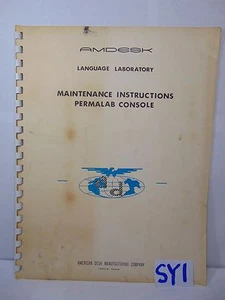 AMDESK
LANGUAGE LABORATORY
MAINTENANCE INSTRUCTIONS
PERMALAB CONSOLE
d
AMERICAN DESK MANUFACTURING COMPANY
SY1